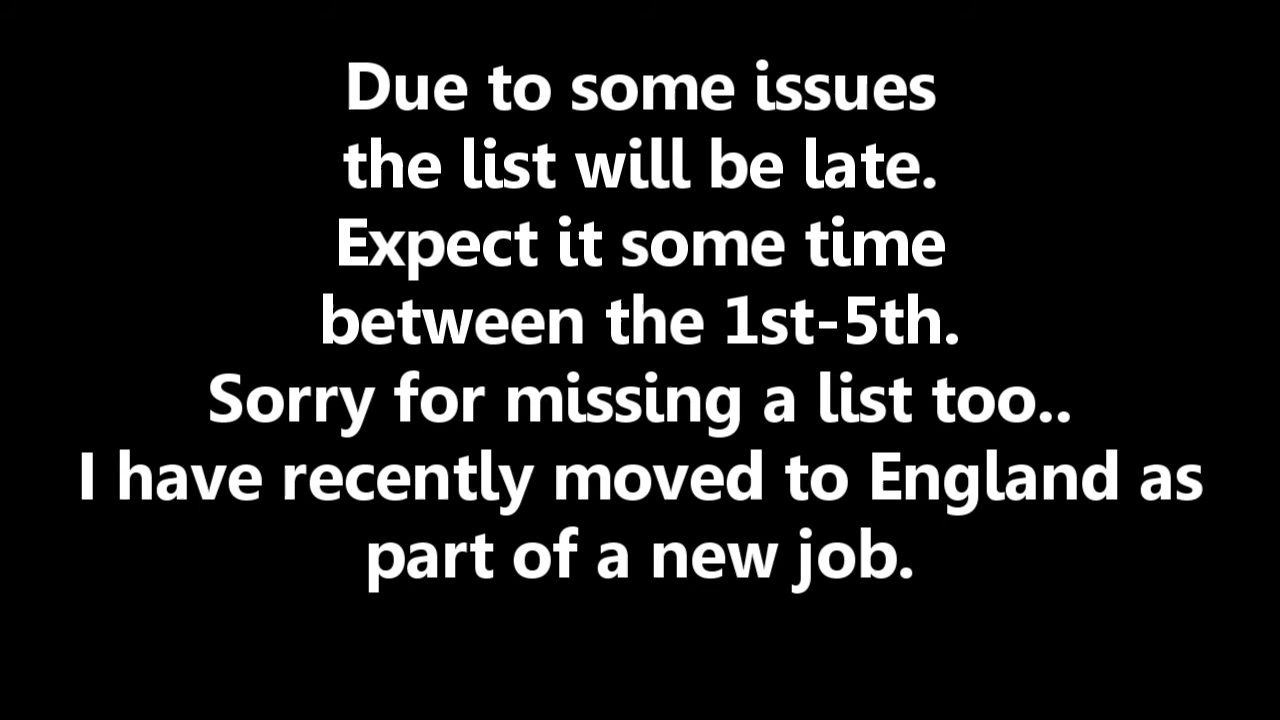 Due to some issues
the list will be late.
Expect it some time
between the 1st-5th.
Sorry for missing a list too..
I have recently moved to England as
part of a new job.